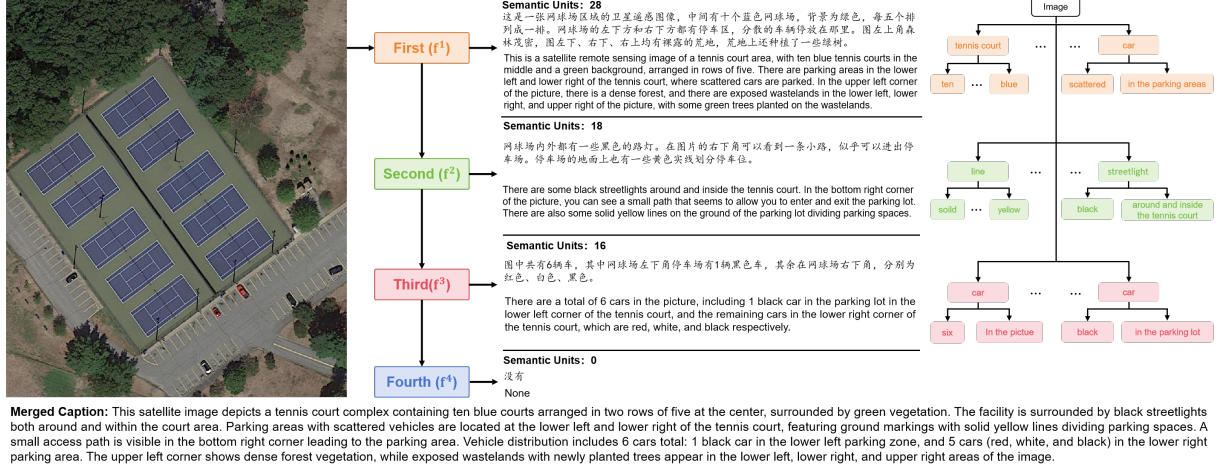 Semantic Units: 28
这是一张网球场区域的卫星遥感图像，中间有十个蓝色网球场，背景为绿色，每五个排
列成一排。网球场的左下方和右下方都有停车区，分散的车辆停放在那里。图左上角森
林茂密，图左下、右下、右上均有裸露的荒地，荒地上还种植了一些绿树。
This is a satellite remote sensing image of a tennis court area, with ten blue tennis courts in the
middle and a green background, arranged in rows of five. There are parking areas in the lower
left and lower right of the tennis court, where scattered cars are parked. In the upper left corner
of the picture, there is a dense forest, and there are exposed wastelands in the lower left, lower
right, and upper right of the picture, with some green trees planted on the wastelands.
First (f¹)
Semantic Units: 18
网球场内外都有一些黑色的路灯。在图片的右下角可以看到一条小路，似乎可以进出停
车场。停车场的地面上也有一些黄色实线划分停车位。
There are some black streetlights around and inside the tennis court. In the bottom right corner
of the picture, you can see a small path that seems to allow you to enter and exit the parking lot.
There are also some solid yellow lines on the ground of the parking lot dividing parking spaces.
Second (f²)
Semantic Units: 16
图中共有6辆车，其中网球场左下角停车场有1辆黑色车，其余在网球场右下角，分别为
红色、白色、黑色。
There are a total of 6 cars in the picture, including 1 black car in the parking lot in the
lower left corner of the tennis court, and the remaining cars in the lower right corner of
the tennis court, which are red, white, and black respectively.
Third(f³)
Semantic Units: 0
没有
None
Fourth (f⁴)
Image
tennis court ... ... car
ten ... blue scattered in the parking areas
line ... ... streetlight
soild ... yellow black around and inside
the tennis court
car ... ... car
six In the pictue black in the parking lot
Merged Caption: This satellite image depicts a tennis court complex containing ten blue courts arranged in two rows of five at the center, surrounded by green vegetation. The facility is surrounded by black streetlights
both around and within the court area. Parking areas with scattered vehicles are located at the lower left and lower right of the tennis court, featuring ground markings with solid yellow lines dividing parking spaces. A
small access path is visible in the bottom right corner leading to the parking area. Vehicle distribution includes 6 cars total: 1 black car in the lower left parking zone, and 5 cars (red, white, and black) in the lower right
parking area. The upper left corner shows dense forest vegetation, while exposed wastelands with newly planted trees appear in the lower left, lower right, and upper right areas of the image.